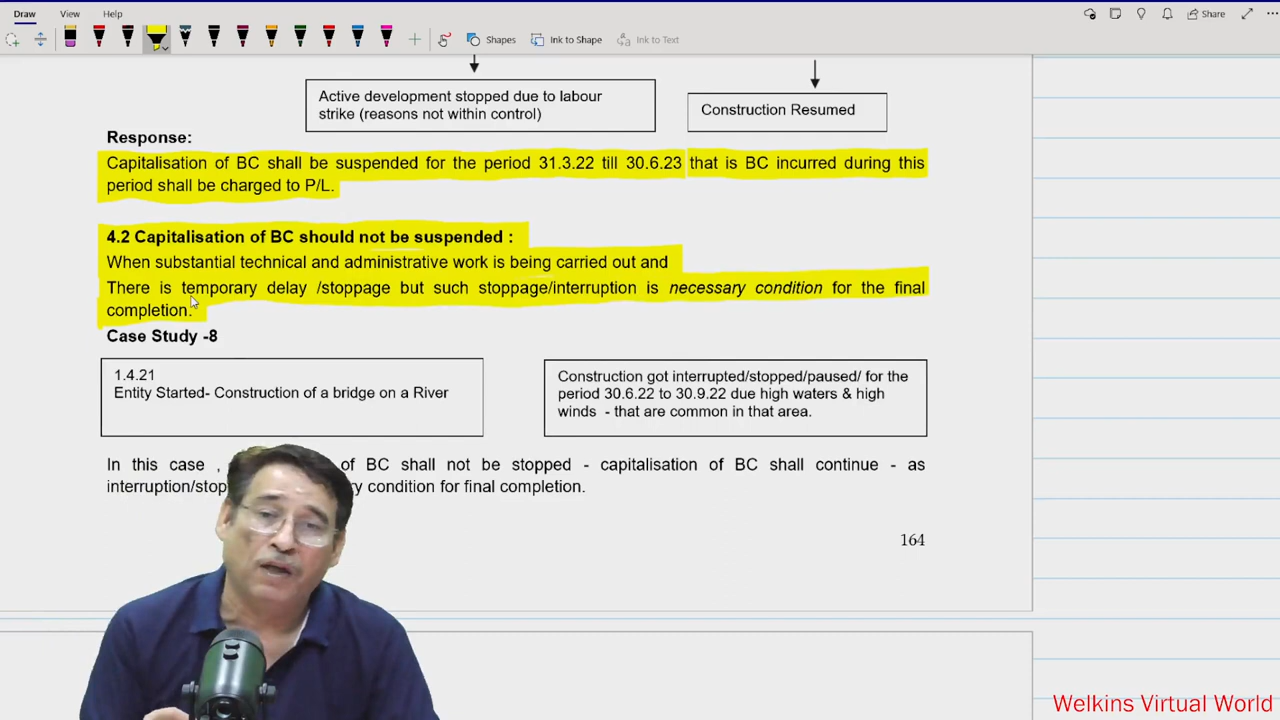 Draw View Help Share
Shapes Ink to Shape Ink to Text
Active development stopped due to labour
strike (reasons not within control)
Construction Resumed
Response:
Capitalisation of BC shall be suspended for the period 31.3.22 till 30.6.23 that is BC incurred during this
period shall be charged to P/L.
4.2 Capitalisation of BC should not be suspended :
When substantial technical and administrative work is being carried out and
There is temporary delay /stoppage but such stoppage/interruption is necessary condition for the final
completion.
Case Study -8
1.4.21
Entity Started- Construction of a bridge on a River
Construction got interrupted/stopped/paused/ for the
period 30.6.22 to 30.9.22 due high waters & high
winds - that are common in that area.
In this case , of BC shall not be stopped - capitalisation of BC shall continue - as
condition for final completion.
164
Welkins Virtual World